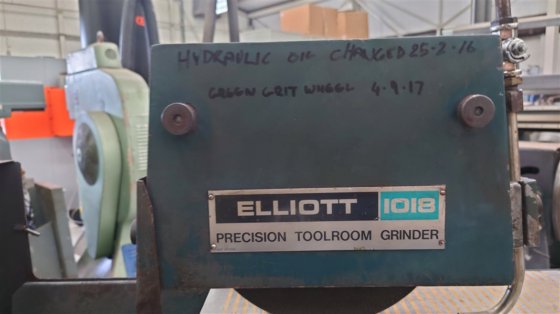 HYDRAULIC OIL CHANGED 25-2-16
GREEN GRIT WHEEL 4-9-17
ELLIOTT 1018
PRECISION TOOLROOM GRINDER